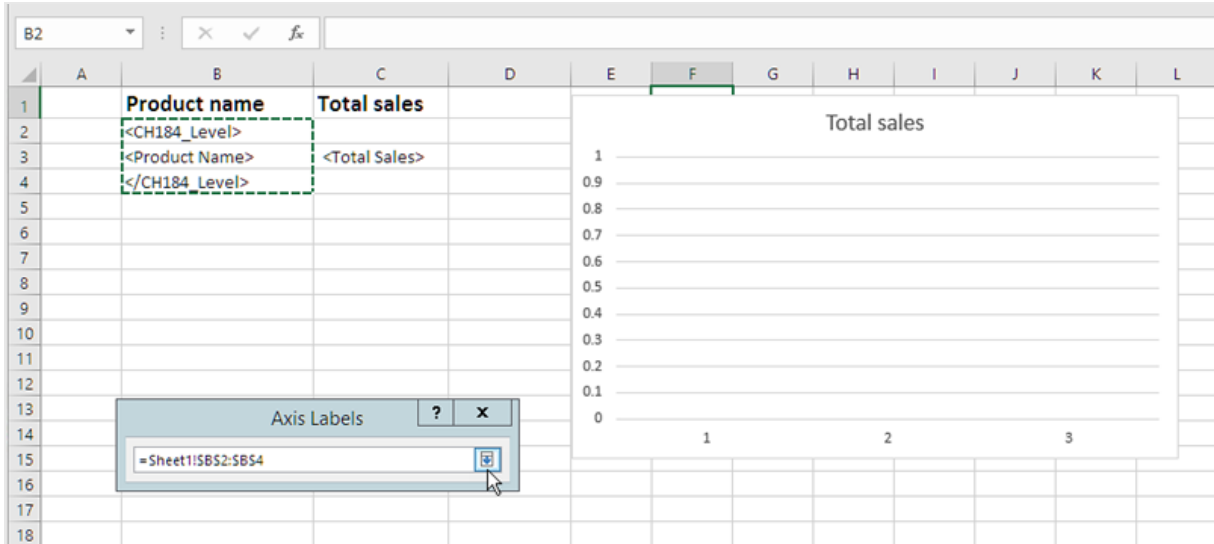 B2 fx
A B C D E F G H I J K L
1 Product name Total sales
2 <CH184_Level>
3 <Product Name> <Total Sales>
4 </CH184_Level>
5
6
7
8
9
10
11
12
13
14
15
16
17
18
Total sales
1
0.9
0.8
0.7
0.6
0.5
0.4
0.3
0.2
0.1
0
1 2 3
Axis Labels ? x
=Sheet1!$B$2:$B$4